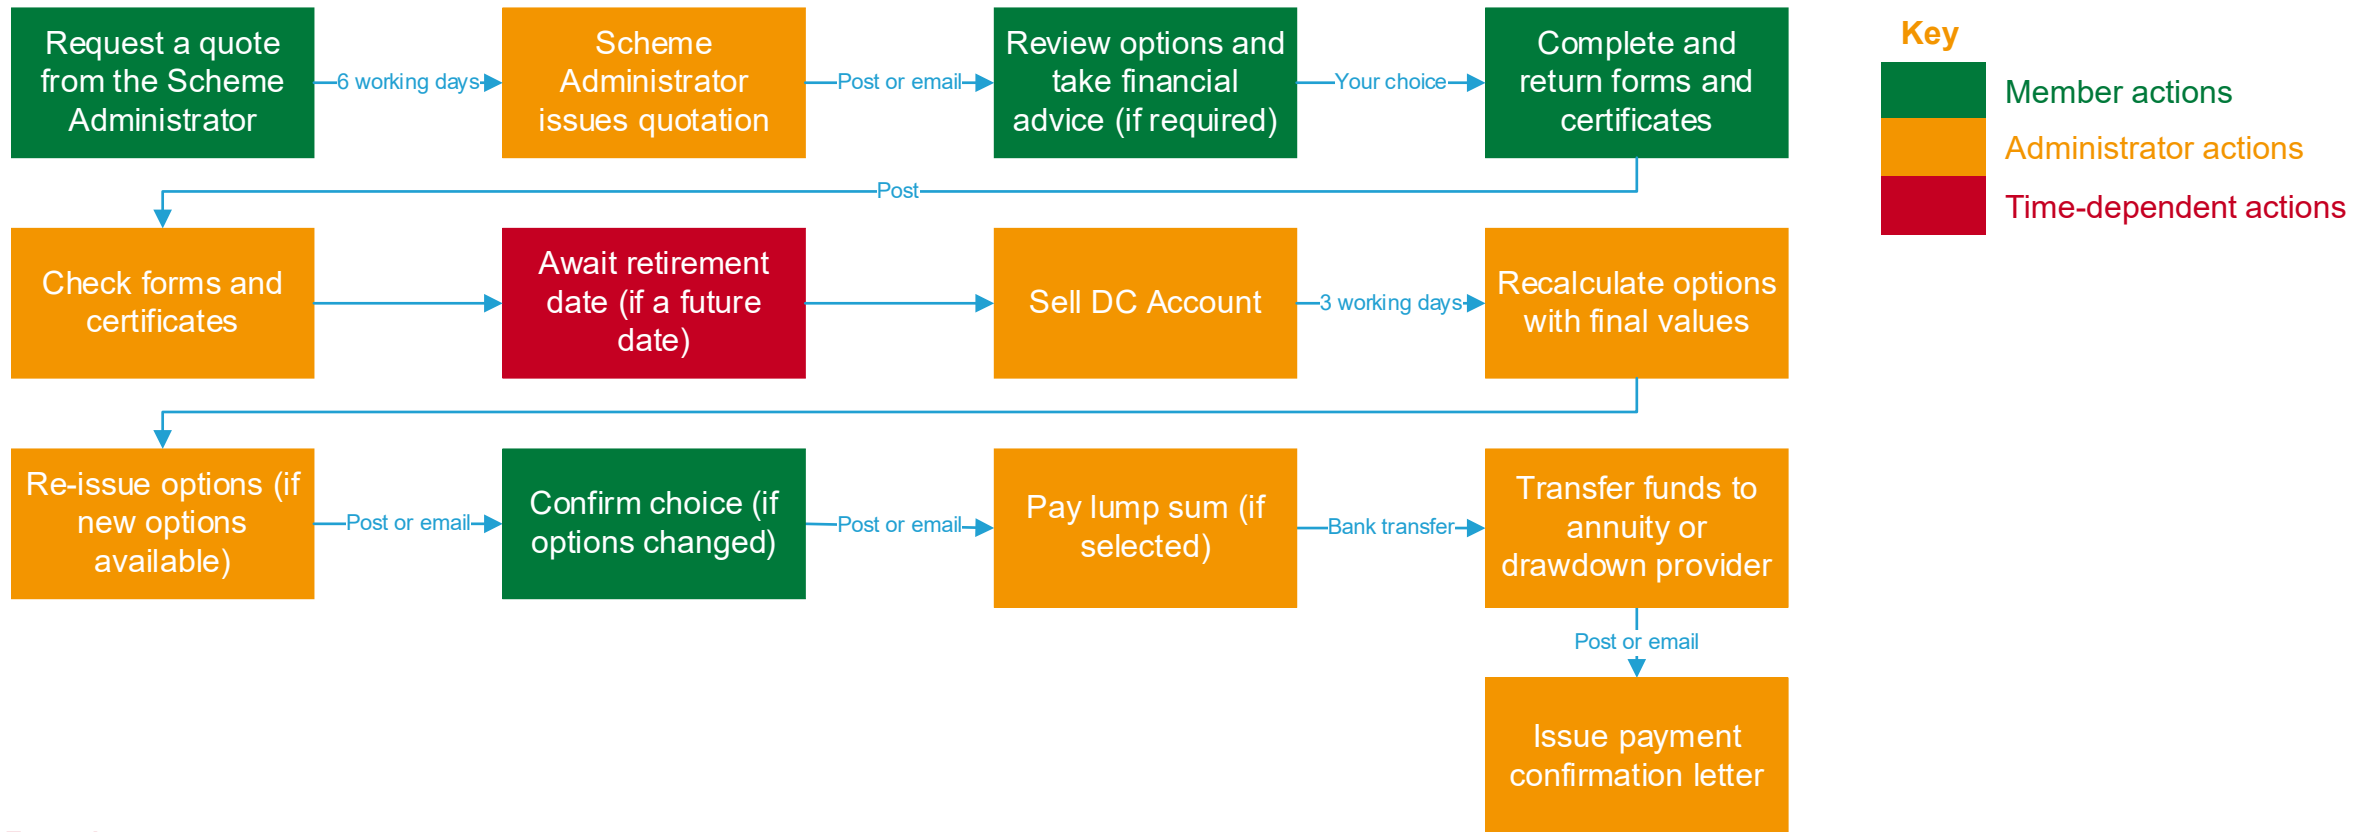 Request a quote
from the Scheme
Administrator
6 working days
Scheme
Administrator
issues quotation
Post or email
Review options and
take financial
advice (if required)
Your choice
Complete and
return forms and
certificates
Key
Member actions
Administrator actions
Time-dependent actions
Post
Check forms and
certificates
Await retirement
date (if a future
date)
Sell DC Account
3 working days
Recalculate options
with final values
Re-issue options (if
new options
available)
Post or email
Confirm choice (if
options changed)
Post or email
Pay lump sum (if
selected)
Bank transfer
Transfer funds to
annuity or
drawdown provider
Post or email
Issue payment
confirmation letter